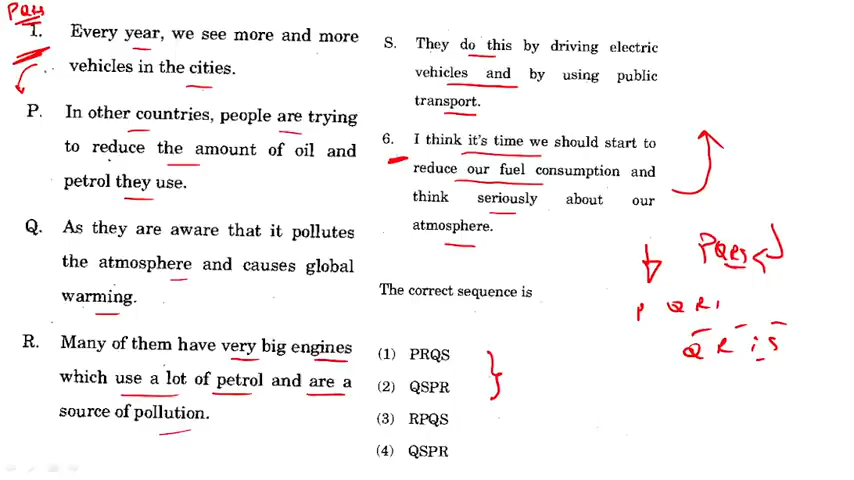 PQRS
1. Every year, we see more and more
vehicles in the cities.
P. In other countries, people are trying
to reduce the amount of oil and
petrol they use.
Q. As they are aware that it pollutes
the atmosphere and causes global
warming.
R. Many of them have very big engines
which use a lot of petrol and are a
source of pollution.
S. They do this by driving electric
vehicles and by using public
transport.
6. I think it's time we should start to
reduce our fuel consumption and
think seriously about our
atmosphere.
The correct sequence is
(1) PRQS
(2) QSPR
(3) RPQS
(4) QSPR
PQRS
P QR
QR